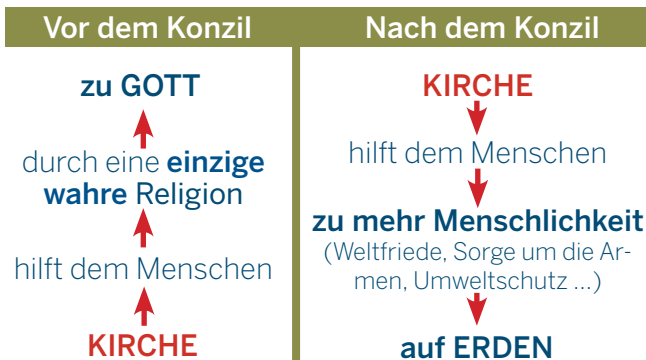 Vor dem Konzil
zu GOTT
durch eine einzige
wahre Religion
hilft dem Menschen
KIRCHE
Nach dem Konzil
KIRCHE
hilft dem Menschen
zu mehr Menschlichkeit
(Weltfriede, Sorge um die Ar-
men, Umweltschutz ...)
auf ERDEN